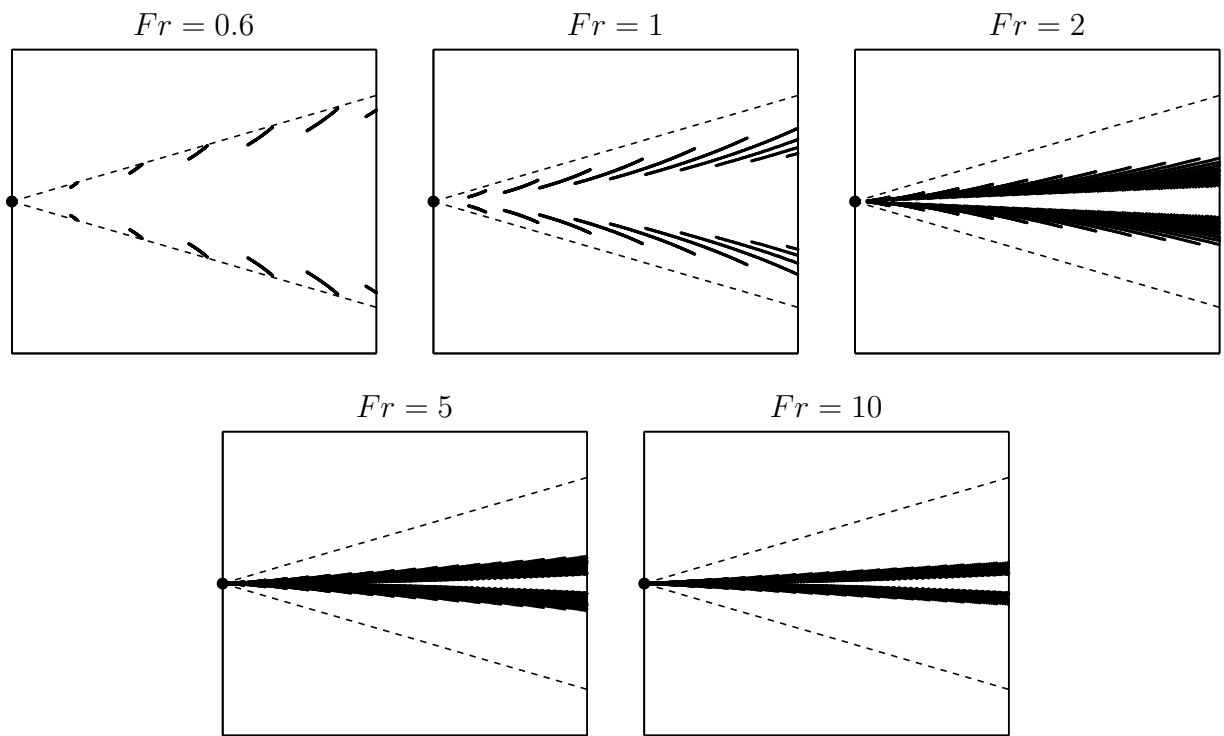 Fr = 0.6
Fr = 1
Fr = 2
Fr = 5
Fr = 10